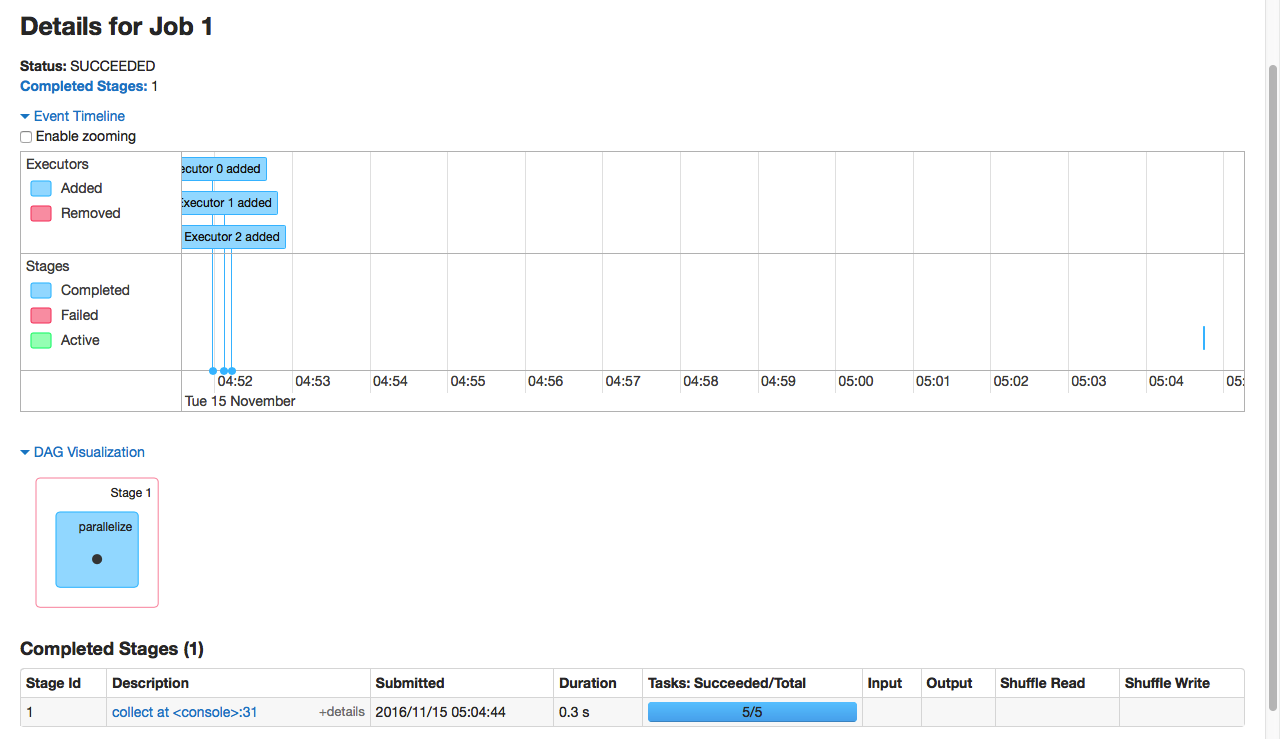 Details for Job 1
Status: SUCCEEDED
Completed Stages: 1
Event Timeline
Enable zooming
Executors
Added
Removed
ecutor 0 added
Executor 1 added
Executor 2 added
Stages
Completed
Failed
Active
04:52 04:53 04:54 04:55 04:56 04:57 04:58 04:59 05:00 05:01 05:02 05:03 05:04 05:
Tue 15 November
DAG Visualization
Stage 1
parallelize
Completed Stages (1)
Stage Id Description Submitted Duration Tasks: Succeeded/Total Input Output Shuffle Read Shuffle Write
1 collect at <console>:31 +details 2016/11/15 05:04:44 0.3 s 5/5